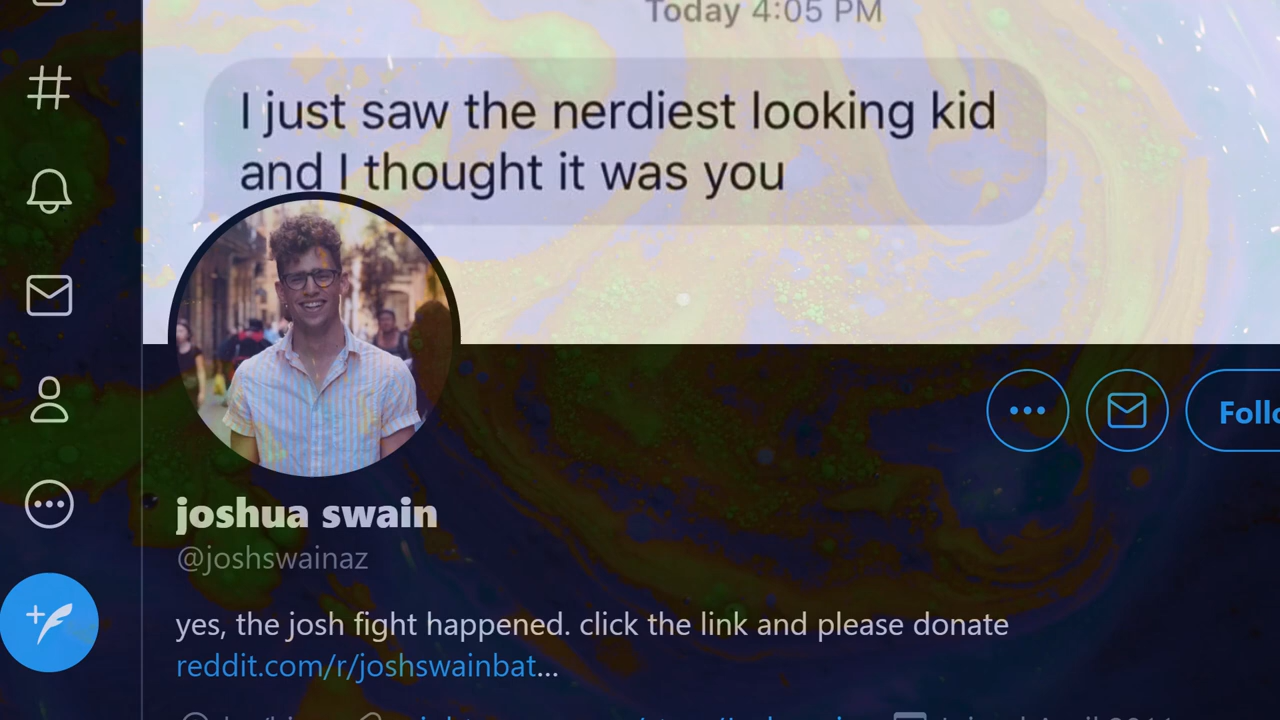 Today 4:05 PM
I just saw the nerdiest looking kid
and I thought it was you
Follo
joshua swain
@joshswainaz
yes, the josh fight happened. click the link and please donate
reddit.com/r/joshswainbat...